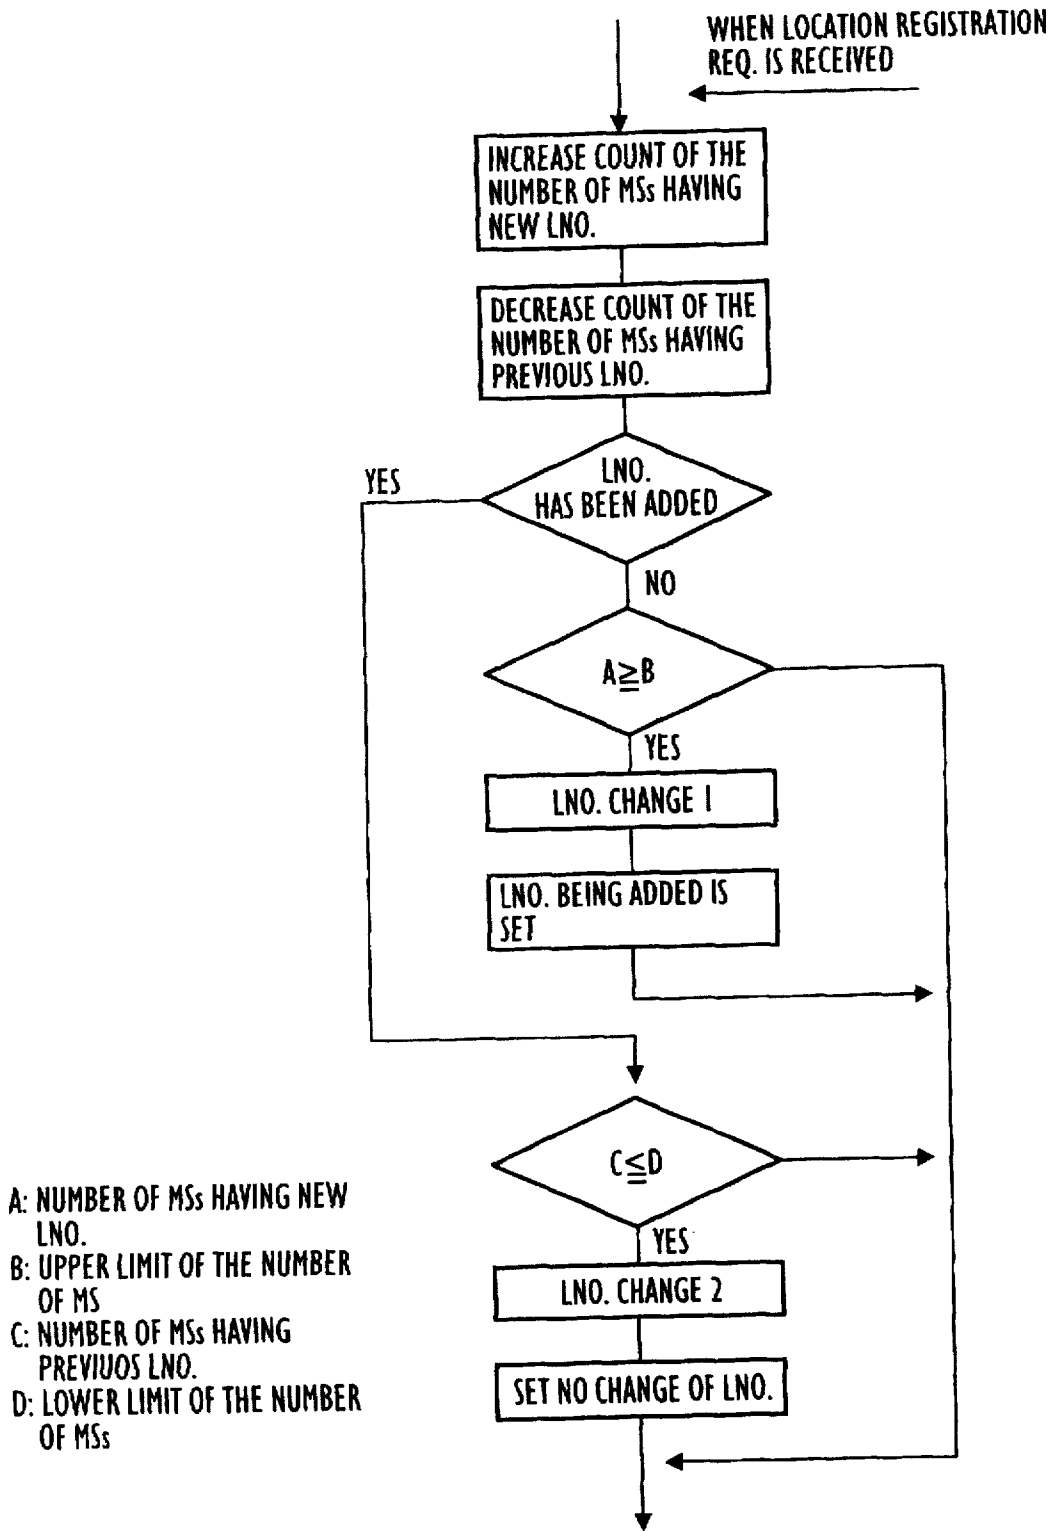 WHEN LOCATION REGISTRATION
REQ. IS RECEIVED
INCREASE COUNT OF THE
NUMBER OF MSs HAVING
NEW LNO.
DECREASE COUNT OF THE
NUMBER OF MSs HAVING
PREVIOUS LNO.
YES
LNO.
HAS BEEN ADDED
NO
A≧B
YES
LNO. CHANGE 1
LNO. BEING ADDED IS
SET
C≦D
YES
LNO. CHANGE 2
SET NO CHANGE OF LNO.
A: NUMBER OF MSs HAVING NEW
LNO.
B: UPPER LIMIT OF THE NUMBER
OF MS
C: NUMBER OF MSs HAVING
PREVIUOS LNO.
D: LOWER LIMIT OF THE NUMBER
OF MSs